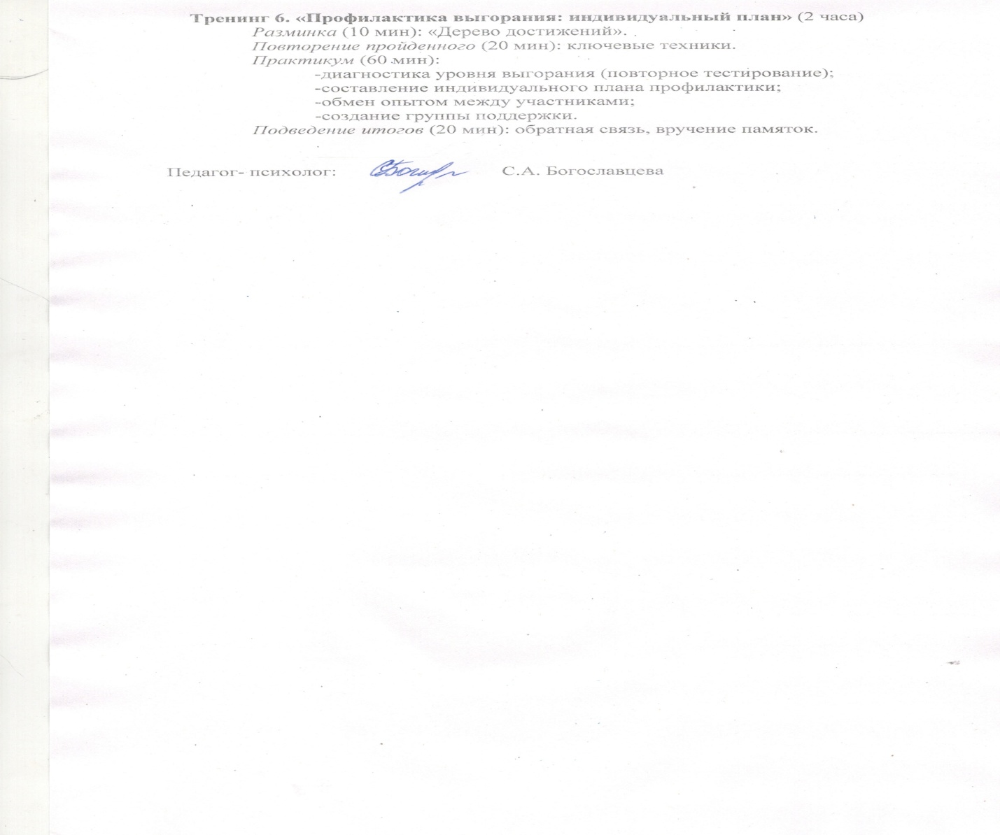 Тренинг 6. «Профилактика выгорания: индивидуальный план» (2 часа)
Разминка (10 мин): «Дерево достижений».
Повторение пройденного (20 мин): ключевые техники.
Практикум (60 мин):
-диагностика уровня выгорания (повторное тестирование);
-составление индивидуального плана профилактики;
-обмен опытом между участниками;
-создание группы поддержки.
Подведение итогов (20 мин): обратная связь, вручение памяток.
Педагог- психолог: С.А. Богославцева